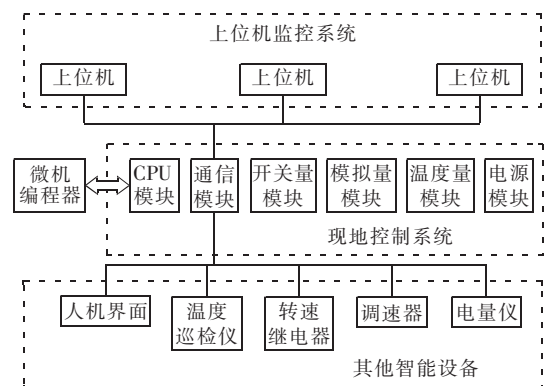 上位机监控系统
上位机
上位机
上位机
微机
编程器
CPU
模块
通信
模块
开关量
模块
模拟量
模块
温度量
模块
电源
模块
现地控制系统
人机界面
温度
巡检仪
转速
继电器
调速器
电量仪
其他智能设备